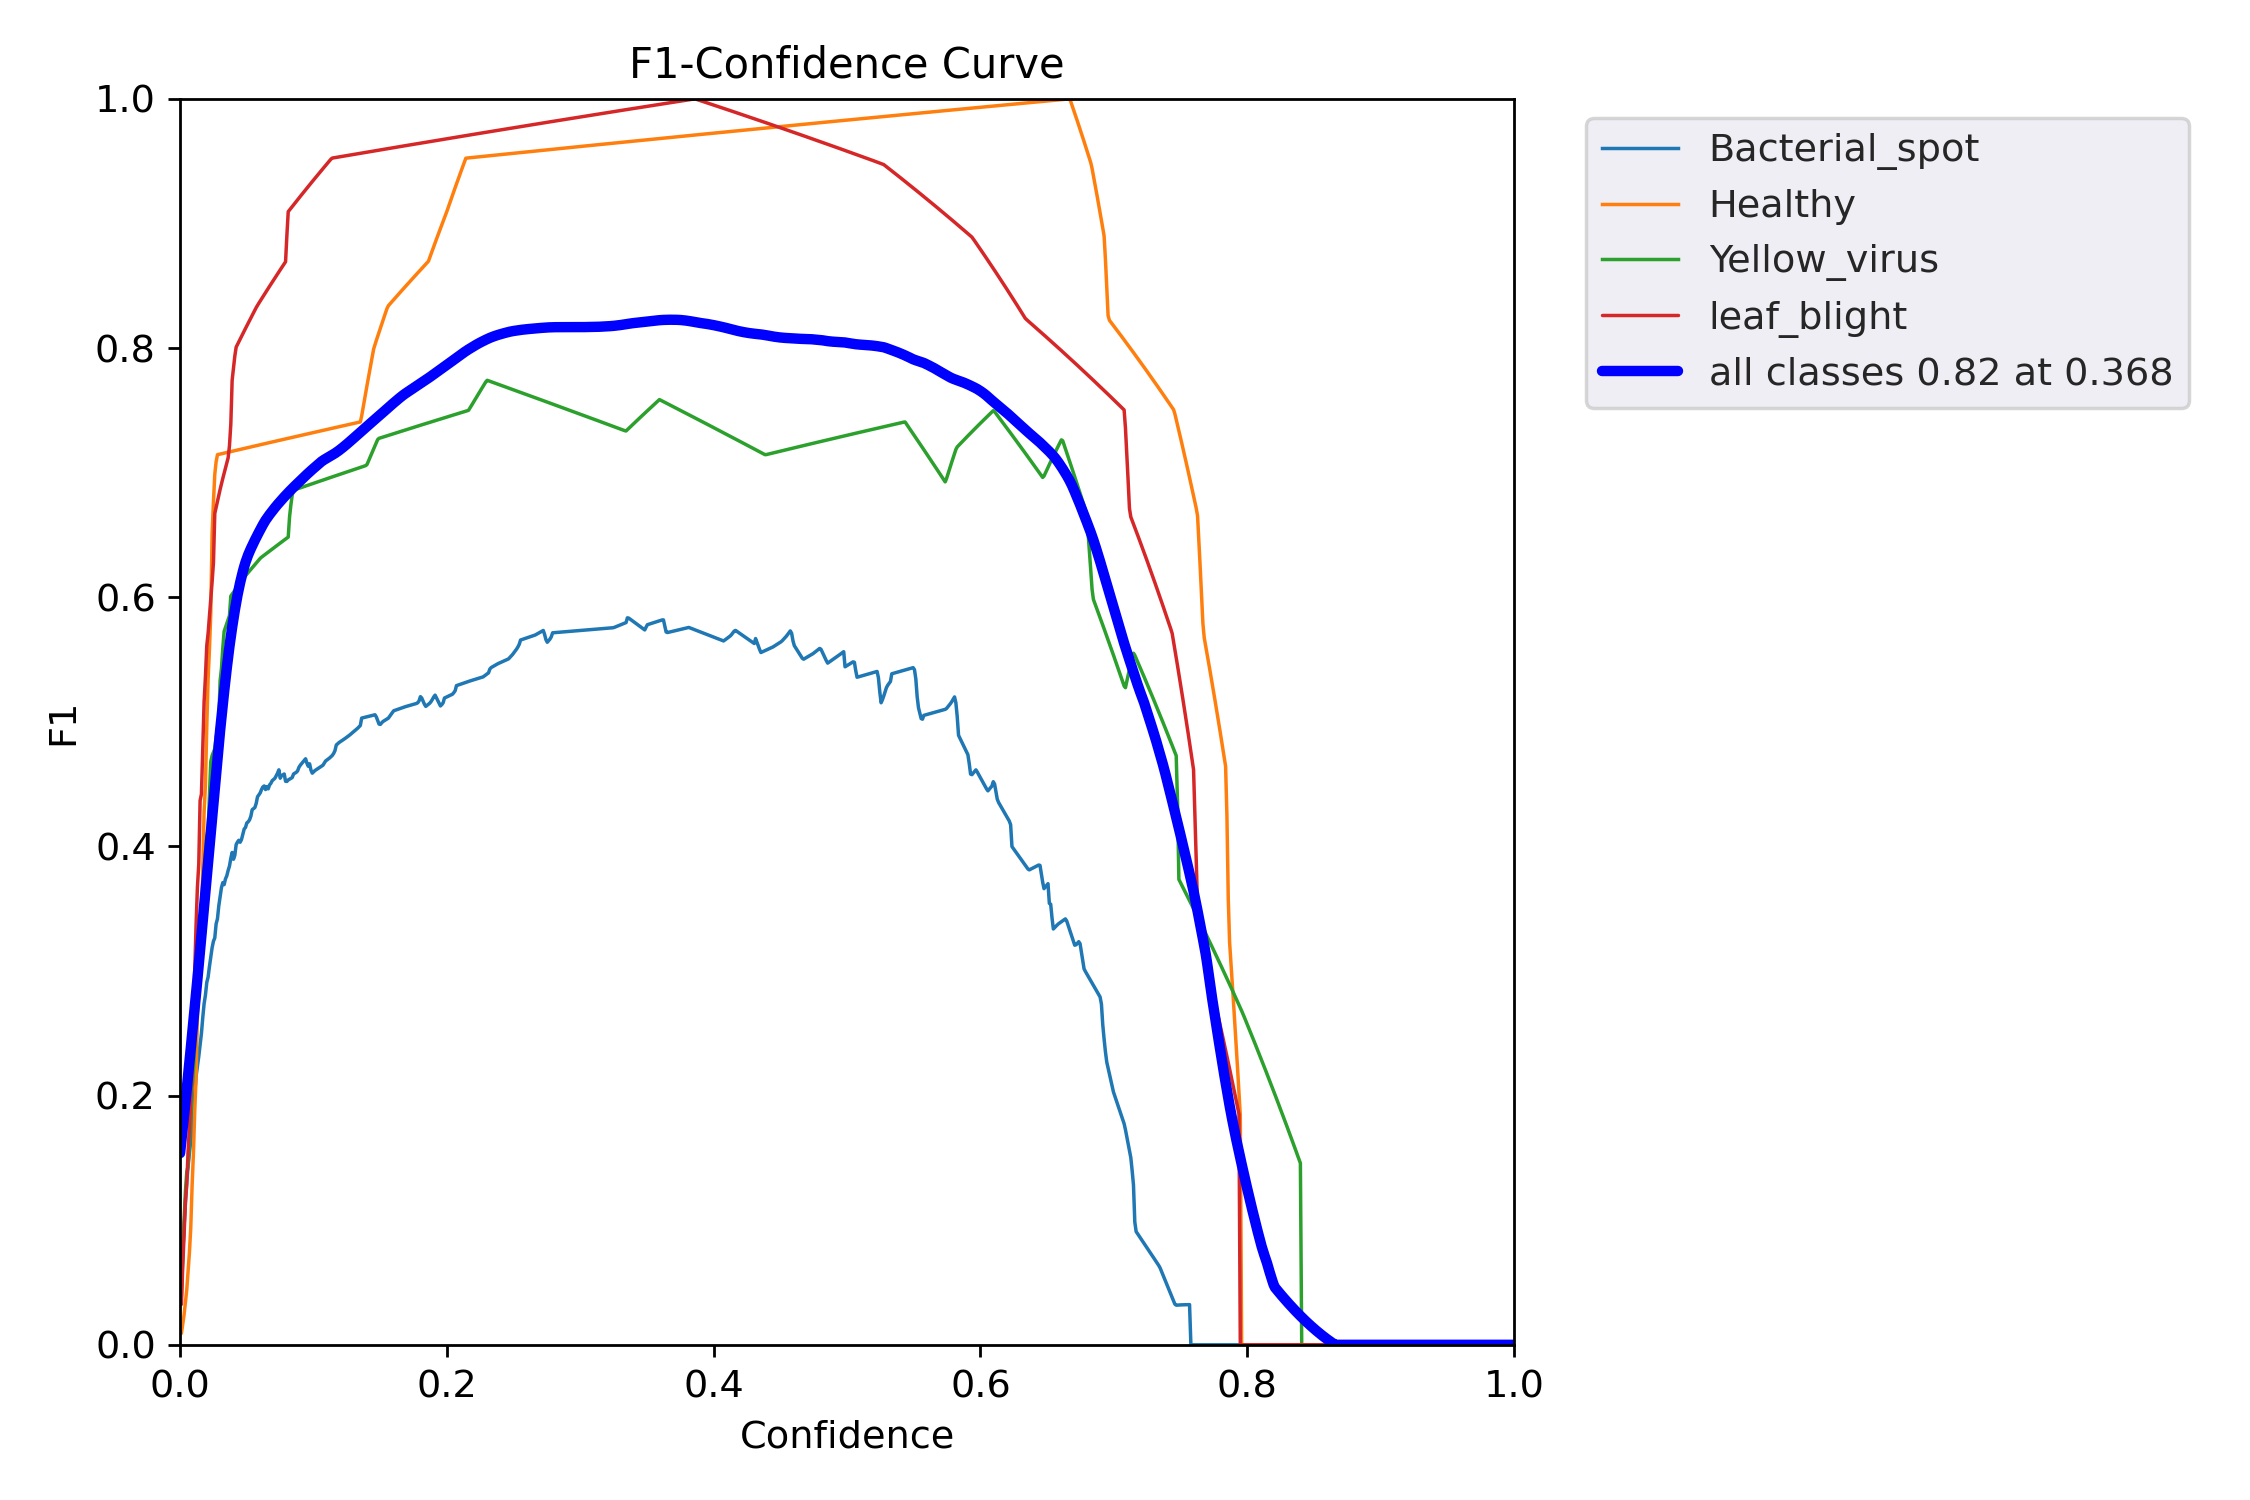 F1-Confidence Curve
1.0
0.8
0.6
0.4
0.2
0.0
F1
0.0 0.2 0.4 0.6 0.8 1.0
Confidence
Bacterial_spot
Healthy
Yellow_virus
leaf_blight
all classes 0.82 at 0.368